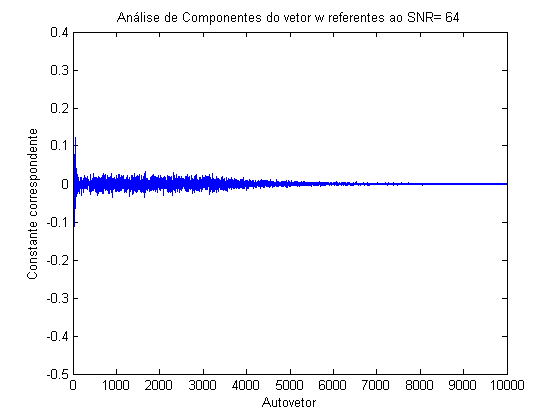 Análise de Componentes do vetor w referentes ao SNR= 64
0.4
0.3
0.2
0.1
0
-0.1
-0.2
-0.3
-0.4
-0.5
Constante correspondente
0 1000 2000 3000 4000 5000 6000 7000 8000 9000 10000
Autovetor